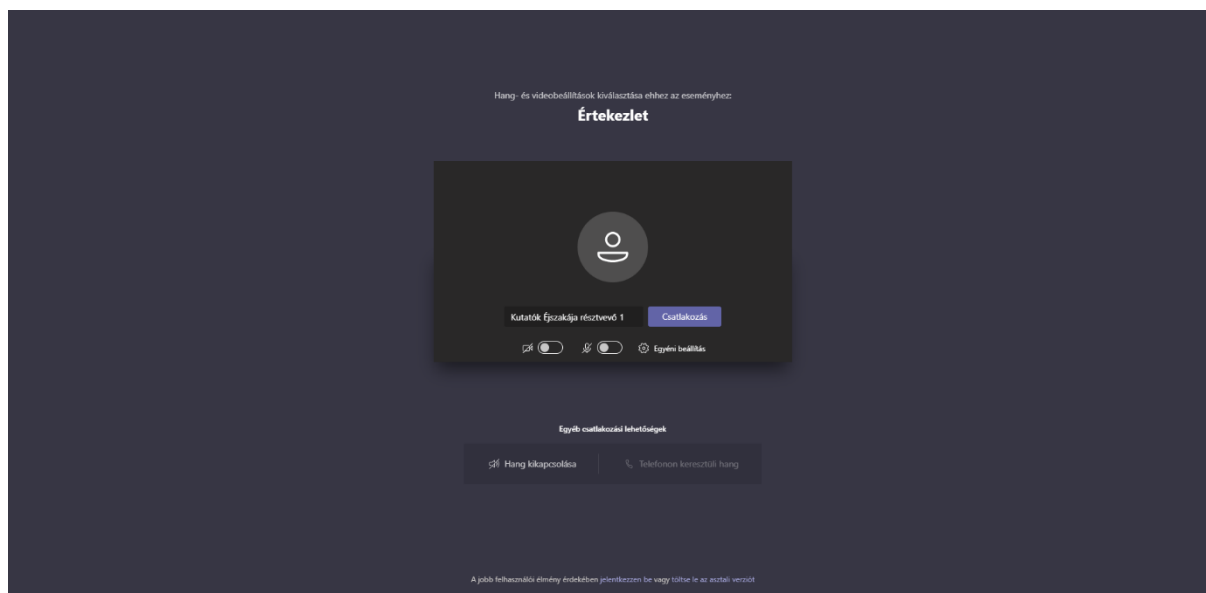 Hang- és videobeállítások kiválasztása ehhez az eseményhez:
Értekezlet
Kutatók Éjszakája résztvevő 1
Csatlakozás
Egyéni beállítás
Egyéb csatlakozási lehetőségek
Hang kikapcsolása
Telefonon keresztüli hang
A jobb felhasználói élmény érdekében jelentkezzen be vagy töltse le az asztali verziót